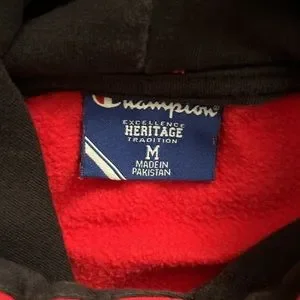 Champion
EXCELLENCE
HERITAGE
TRADITION
M
MADE IN
PAKISTAN